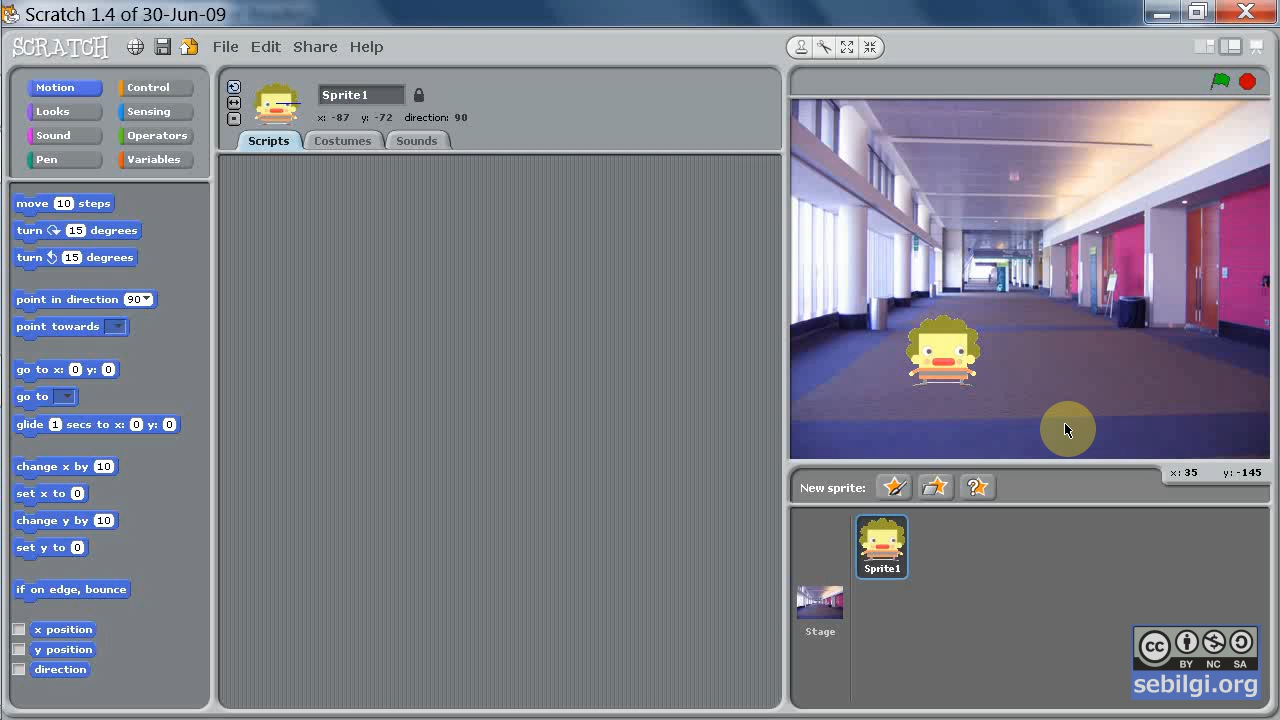 Scratch 1.4 of 30-Jun-09
SCRATCH File Edit Share Help
Motion Control
Looks Sensing
Sound Operators
Pen Variables
Sprite1
x: -87 y: -72 direction: 90
Scripts Costumes Sounds
move 10 steps
turn 15 degrees
turn 15 degrees
point in direction 90
point towards
go to x: 0 y: 0
go to
glide 1 secs to x: 0 y: 0
change x by 10
set x to 0
change y by 10
set y to 0
if on edge, bounce
x position
y position
direction
x: 35 y: -145
New sprite:
Sprite1
Stage
cc BY NC SA
sebilgi.org